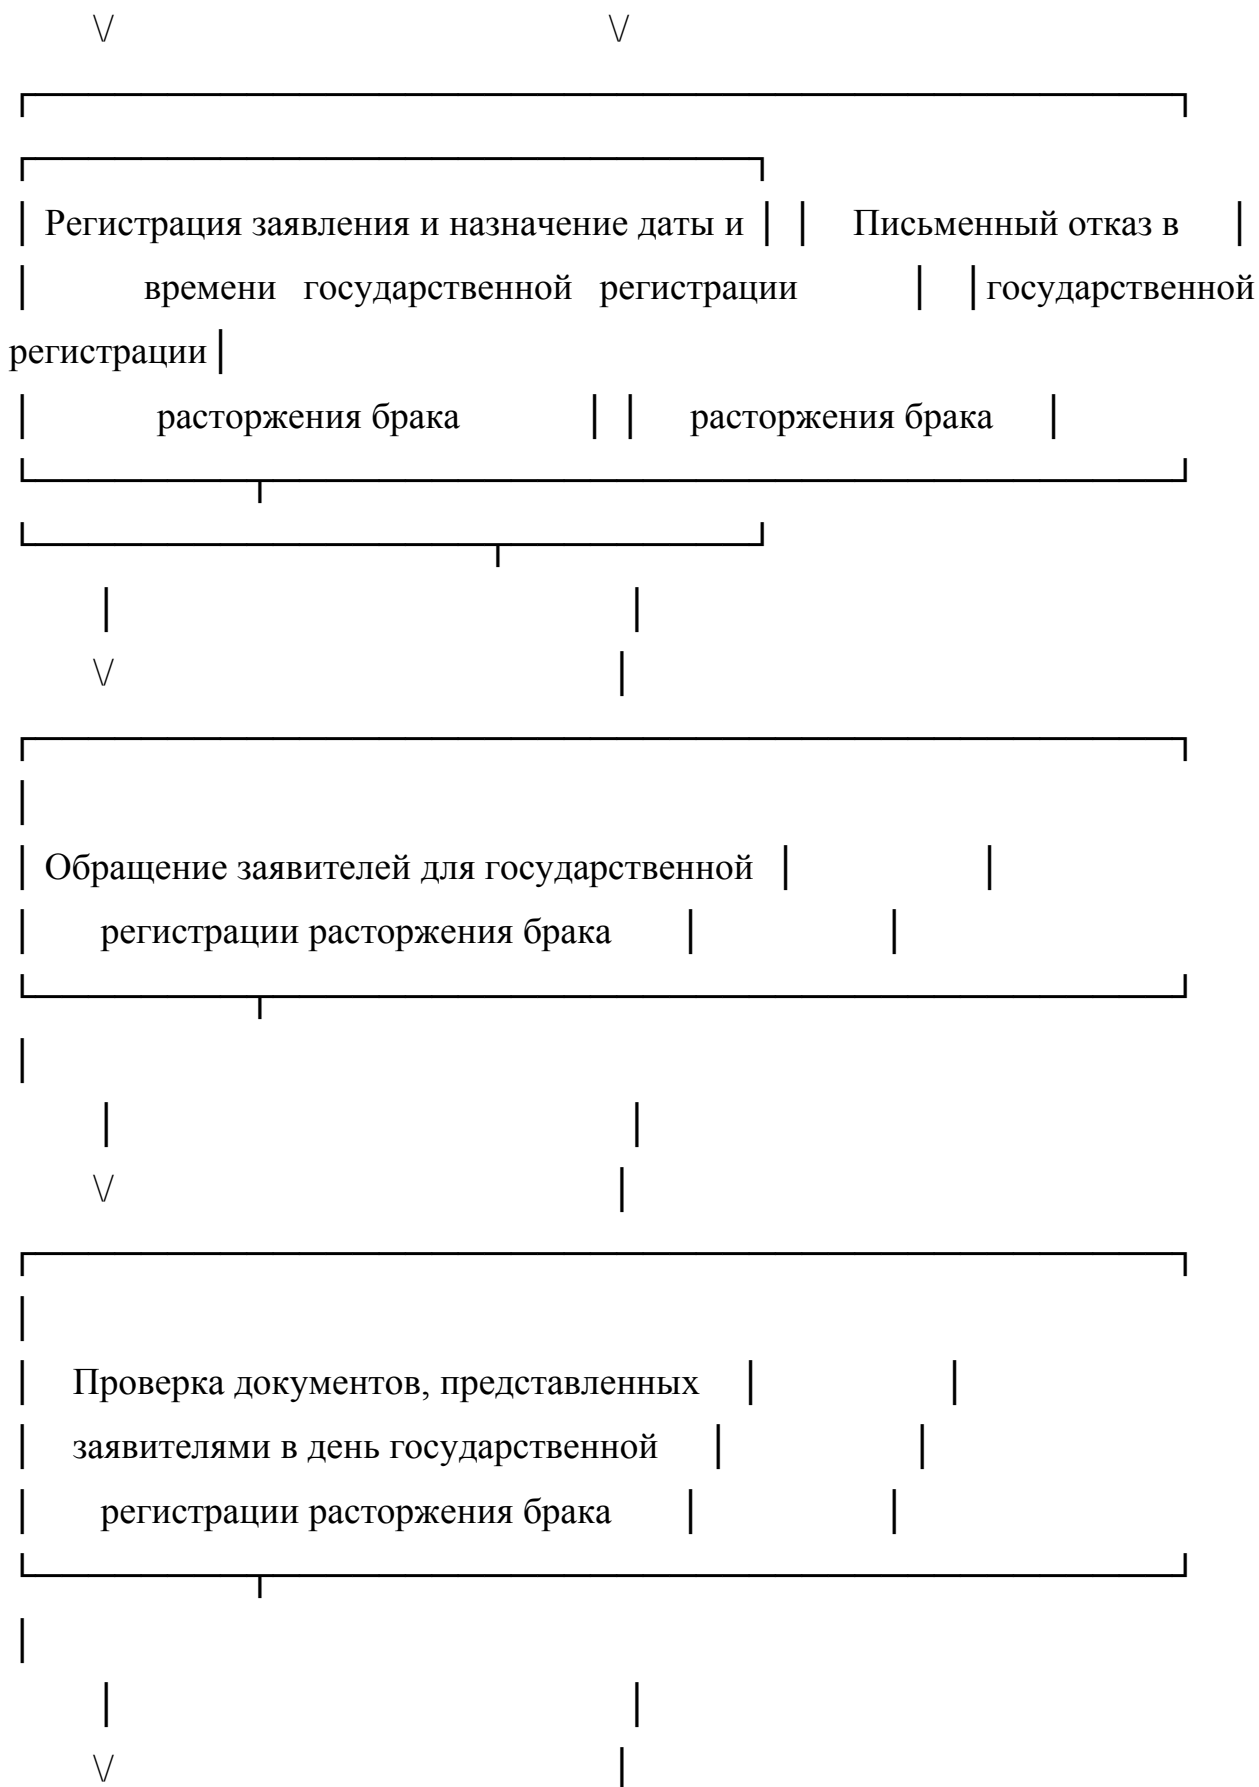 \/ \/
┌───────────────────────────────────────────┐
┌───────────────────────────┐
│ Регистрация заявления и назначение даты и │ │ Письменный отказ в │
│ времени государственной регистрации │ │государственной
регистрации│
│ расторжения брака │ │ расторжения брака │
└────────┬──────────────────────────────────┘
└─────────────────┬─────────┘
│ │
\/ │
┌───────────────────────────────────────────┐
│
│ Обращение заявителей для государственной │ │
│ регистрации расторжения брака │ │
└────────┬──────────────────────────────────┘
│
│ │
\/ │
┌───────────────────────────────────────────┐
│
│ Проверка документов, представленных │ │
│ заявителями в день государственной │ │
│ регистрации расторжения брака │ │
└────────┬──────────────────────────────────┘
│
│ │
\/ │